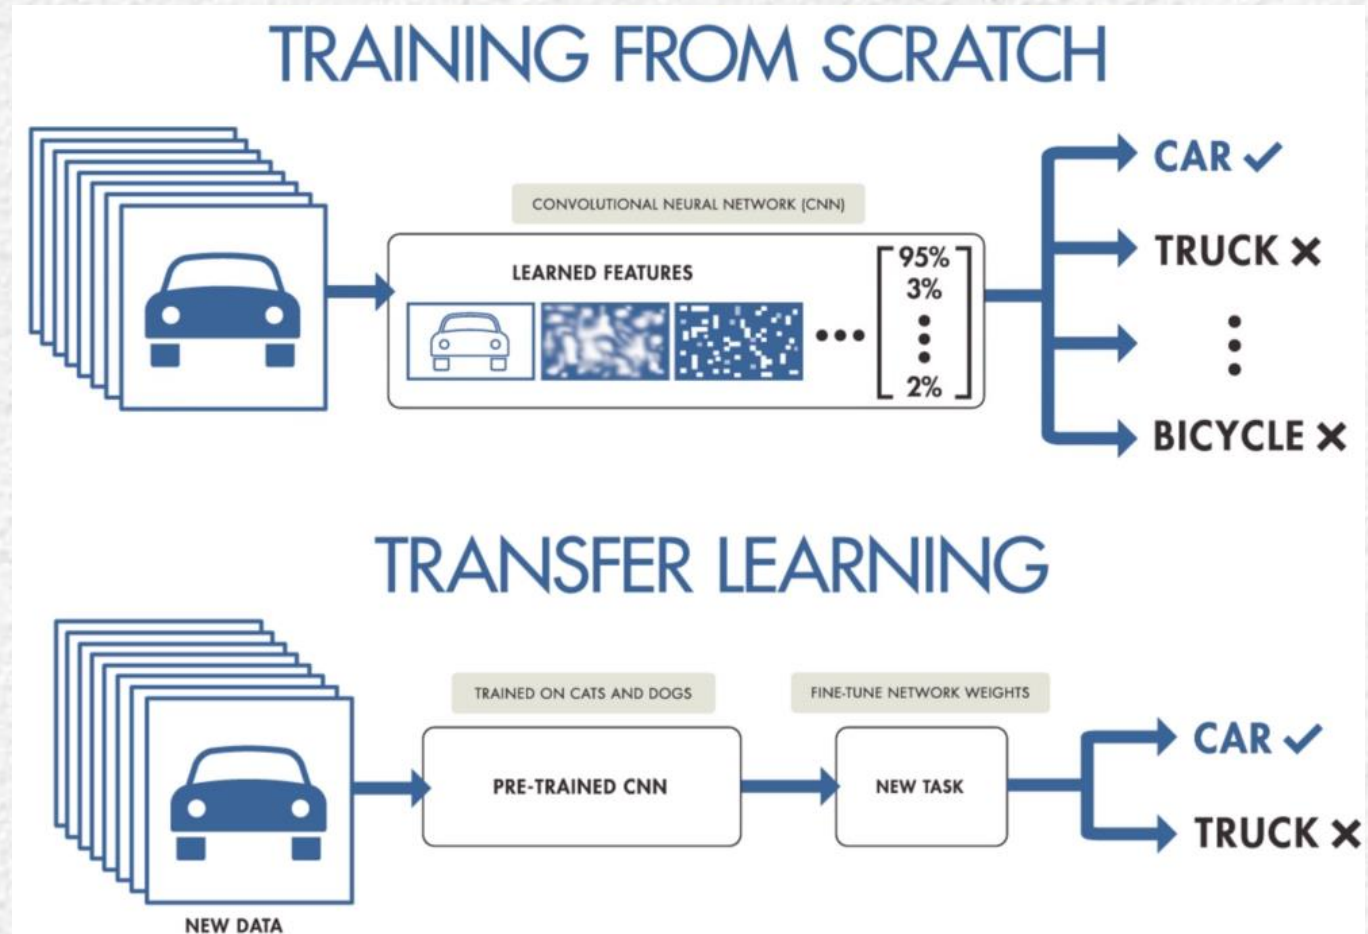 TRAINING FROM SCRATCH
CONVOLUTIONAL NEURAL NETWORK (CNN)
LEARNED FEATURES
95%
3%
2%
CAR
TRUCK
BICYCLE
TRANSFER LEARNING
TRAINED ON CATS AND DOGS
FINE-TUNE NETWORK WEIGHTS
PRE-TRAINED CNN
NEW TASK
CAR
TRUCK
NEW DATA